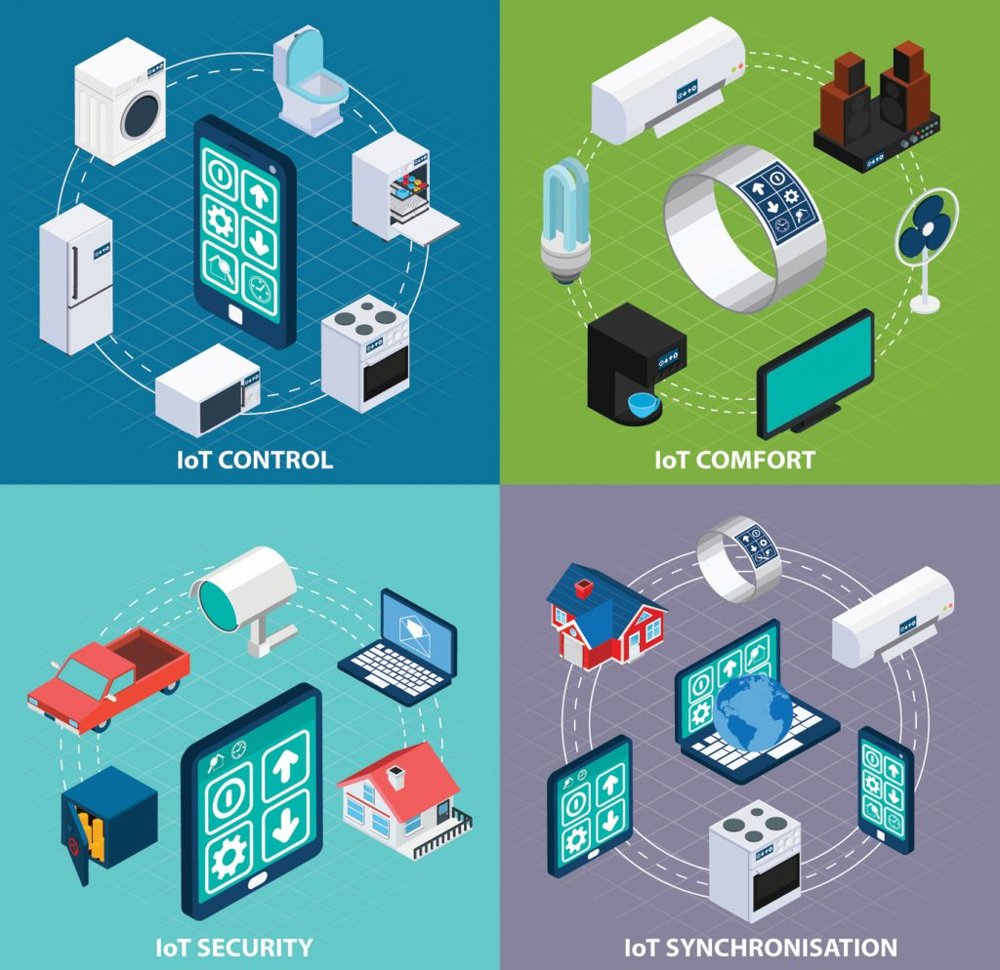 IoT CONTROL
IoT COMFORT
IoT SECURITY
IoT SYNCHRONISATION